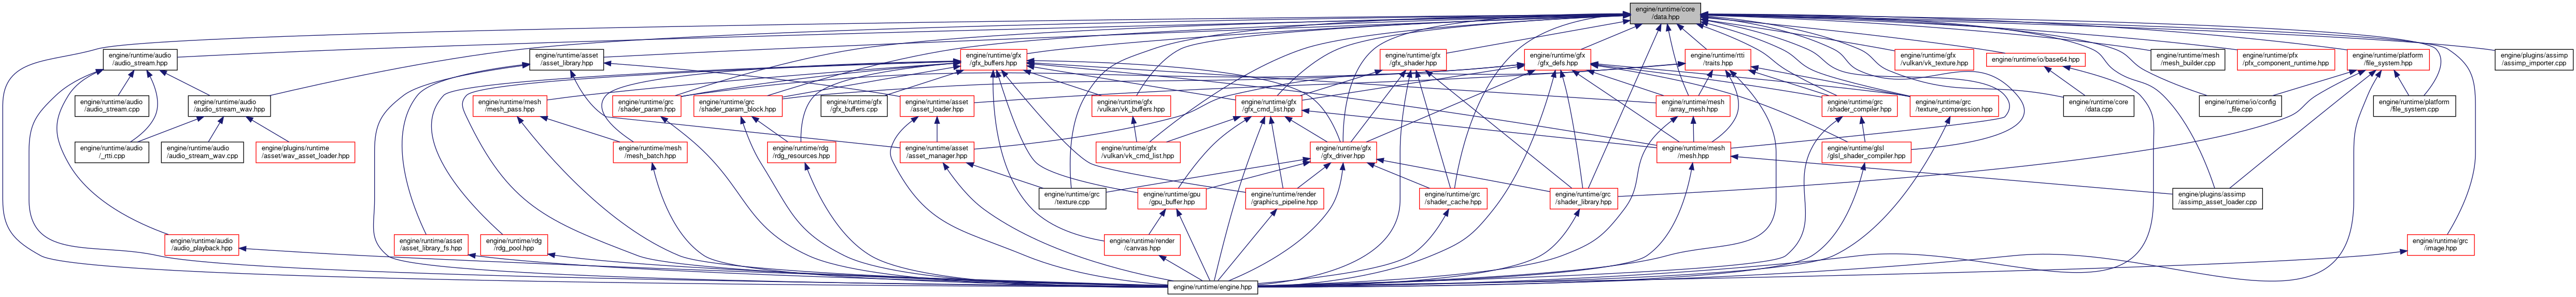 engine/runtime/core
/data.hpp
engine/runtime/audio
/audio_stream.hpp
engine/runtime/asset
/asset_library.hpp
engine/runtime/gfx
/gfx_buffers.hpp
engine/runtime/gfx
/gfx_shader.hpp
engine/runtime/gfx
/gfx_defs.hpp
engine/runtime/rtti
/traits.hpp
engine/runtime/gfx
/vulkan/vk_texture.hpp
engine/runtime/io/base64.hpp
engine/runtime/mesh
/mesh_builder.cpp
engine/runtime/pfx
/pfx_component_runtime.hpp
engine/runtime/platform
/file_system.hpp
engine/plugins/assimp
/assimp_importer.cpp
engine/runtime/audio
/audio_stream.cpp
engine/runtime/audio
/audio_stream_wav.hpp
engine/runtime/mesh
/mesh_pass.hpp
engine/runtime/grc
/shader_param.hpp
engine/runtime/grc
/shader_param_block.hpp
engine/runtime/gfx
/gfx_buffers.cpp
engine/runtime/asset
/asset_loader.hpp
engine/runtime/gfx
/vulkan/vk_buffers.hpp
engine/runtime/gfx
/gfx_cmd_list.hpp
engine/runtime/mesh
/array_mesh.hpp
engine/runtime/grc
/shader_compiler.hpp
engine/runtime/grc
/texture_compression.hpp
engine/runtime/core
/data.cpp
engine/runtime/io/config
_file.cpp
engine/runtime/platform
/file_system.cpp
engine/runtime/audio
/_rtti.cpp
engine/runtime/audio
/audio_stream_wav.cpp
engine/plugins/runtime
/asset/wav_asset_loader.hpp
engine/runtime/mesh
/mesh_batch.hpp
engine/runtime/rdg
/rdg_resources.hpp
engine/runtime/asset
/asset_manager.hpp
engine/runtime/gfx
/vulkan/vk_cmd_list.hpp
engine/runtime/gfx
/gfx_driver.hpp
engine/runtime/mesh
/mesh.hpp
engine/runtime/glsl
/glsl_shader_compiler.hpp
engine/runtime/grc
/texture.cpp
engine/runtime/gpu
/gpu_buffer.hpp
engine/runtime/render
/graphics_pipeline.hpp
engine/runtime/grc
/shader_cache.hpp
engine/runtime/grc
/shader_library.hpp
engine/plugins/assimp
/assimp_asset_loader.cpp
engine/runtime/audio
/audio_playback.hpp
engine/runtime/asset
/asset_library_fs.hpp
engine/runtime/rdg
/rdg_pool.hpp
engine/runtime/render
/canvas.hpp
engine/runtime/grc
/image.hpp
engine/runtime/engine.hpp